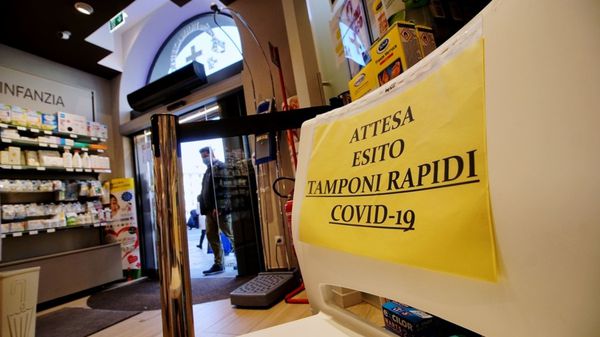 INFANZIA
ATTESA
ESITO
TAMPONI RAPIDI
COVID-19